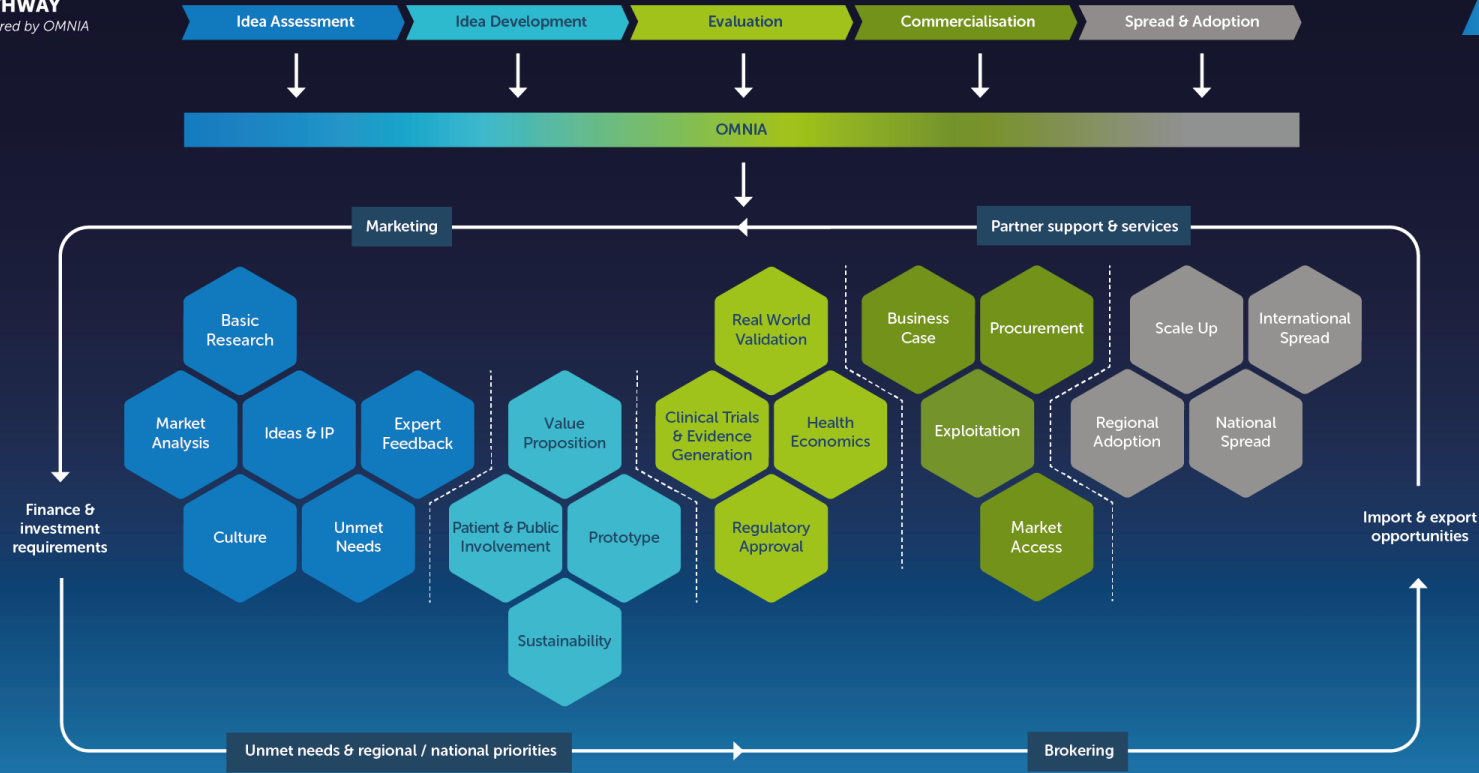 THWAY
red by OMNIA
Idea Assessment
Idea Development
Evaluation
Commercialisation
Spread & Adoption
OMNIA
Marketing
Partner support & services
Basic
Research
Market
Analysis
Ideas & IP
Expert
Feedback
Culture
Unmet
Needs
Value
Proposition
Patient & Public
Involvement
Prototype
Sustainability
Real World
Validation
Clinical Trials
& Evidence
Generation
Health
Economics
Regulatory
Approval
Business
Case
Procurement
Exploitation
Market
Access
Scale Up
International
Spread
Regional
Adoption
National
Spread
Finance &
investment
requirements
Import & export
opportunities
Unmet needs & regional / national priorities
Brokering